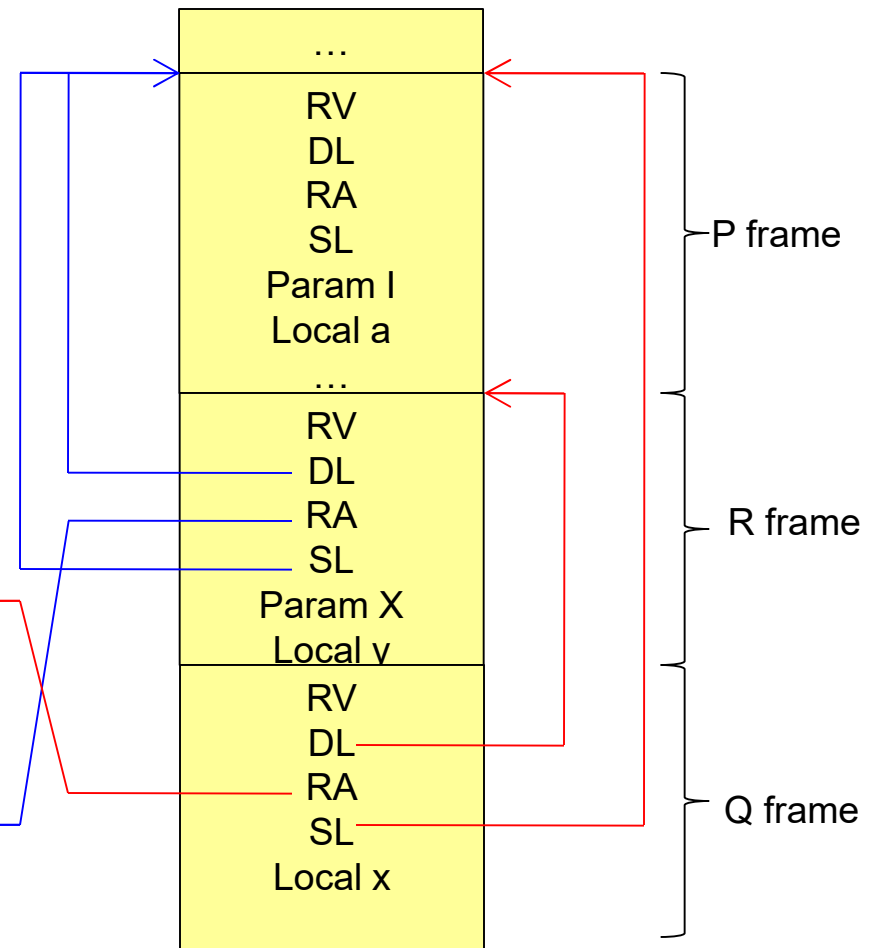 …
RV
DL
RA
SL
Param I
Local a
…
P frame
RV
DL
RA
SL
Param X
Local y
R frame
RV
DL
RA
SL
Local x
Q frame